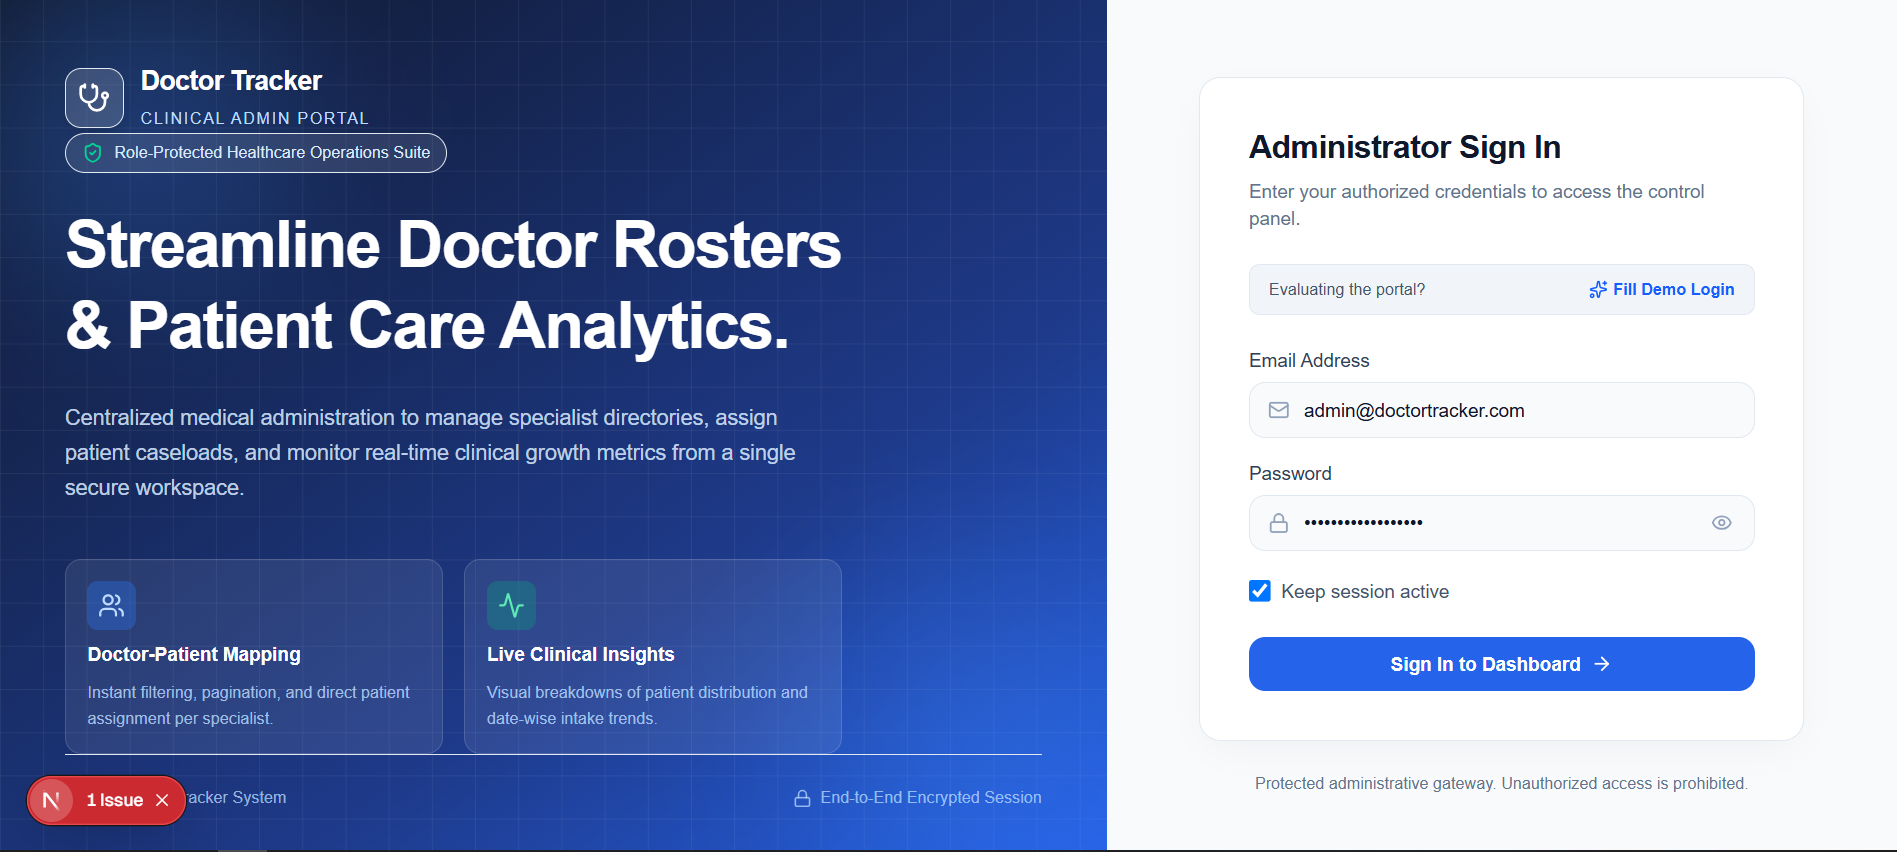 Doctor Tracker
CLINICAL ADMIN PORTAL
Role-Protected Healthcare Operations Suite
Streamline Doctor Rosters
& Patient Care Analytics.
Centralized medical administration to manage specialist directories, assign
patient caseloads, and monitor real-time clinical growth metrics from a single
secure workspace.
Doctor-Patient Mapping
Instant filtering, pagination, and direct patient
assignment per specialist.
Live Clinical Insights
Visual breakdowns of patient distribution and
date-wise intake trends.
N
1 Issue
System
End-to-End Encrypted Session
Administrator Sign In
Enter your authorized credentials to access the control
panel.
Evaluating the portal?
Fill Demo Login
Email Address
admin@doctortracker.com
Password
••••••••••••••••••
Keep session active
Sign In to Dashboard
Protected administrative gateway. Unauthorized access is prohibited.